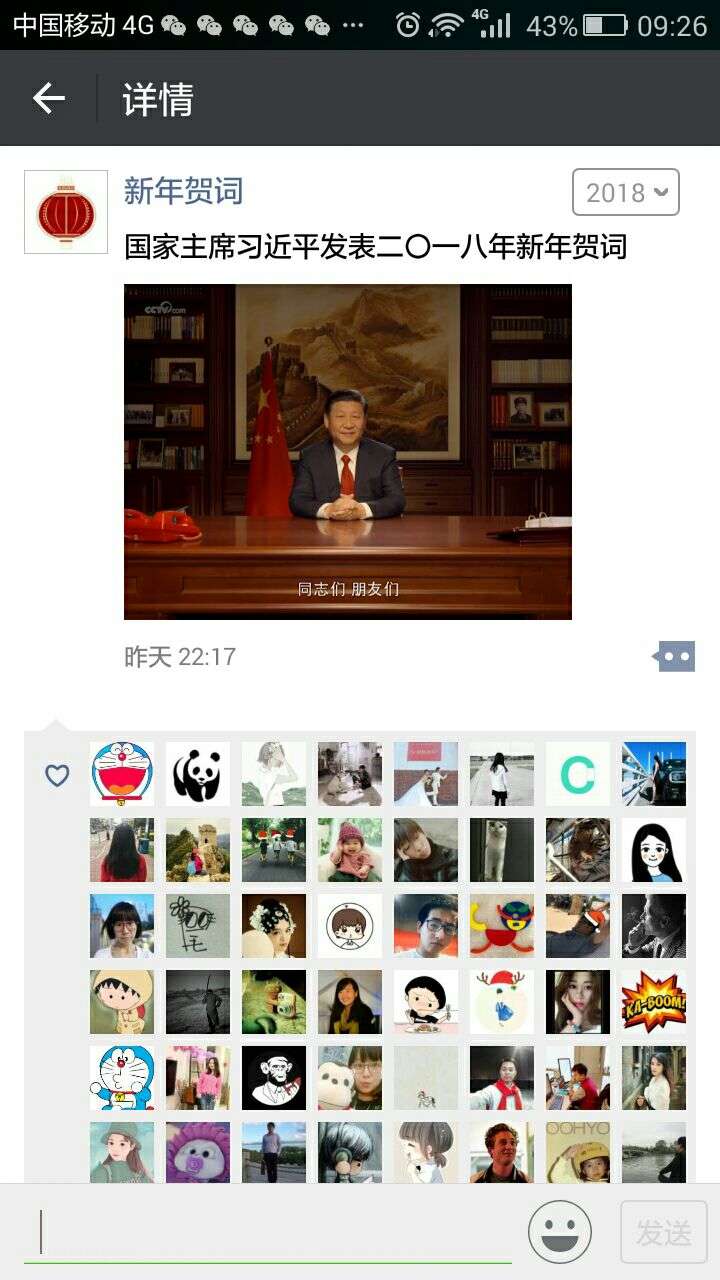 中国移动 4G
4G
43%
09:26
详情
新年贺词
2018
国家主席习近平发表二〇一八年新年贺词
CCTV.com
同志们 朋友们
昨天 22:17
C
KA-BOOM!
OOHYO
发送